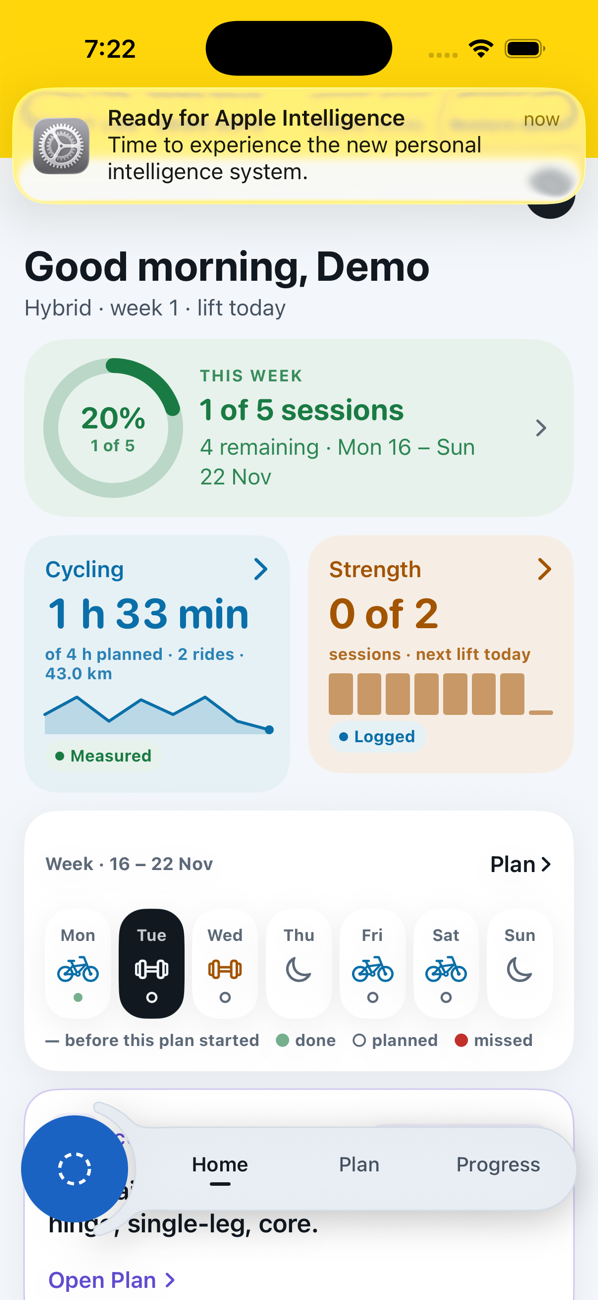 7:22
Ready for Apple Intelligence
now
Time to experience the new personal
intelligence system.
Good morning, Demo
Hybrid · week 1 · lift today
20%
1 of 5
THIS WEEK
1 of 5 sessions
4 remaining · Mon 16 – Sun
22 Nov
Cycling
1 h 33 min
of 4 h planned · 2 rides ·
43.0 km
Measured
Strength
0 of 2
sessions · next lift today
Logged
Week · 16 – 22 Nov
Plan
Mon Tue Wed Thu Fri Sat Sun
— before this plan started done planned missed
Home Plan Progress
hinge, single-leg, core.
Open Plan